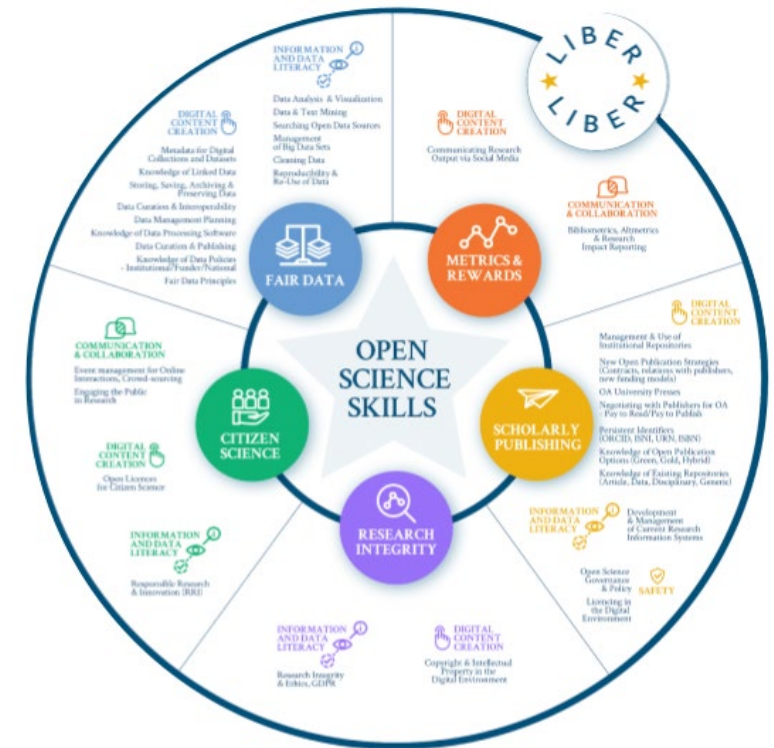 LIBER
LIBER
INFORMATION
AND DATA
LITERACY
Data Analysis & Visualization
Data & Text Mining
Searching Open Data Sources
Management
of Big Data Sets
Cleaning Data
Reproducibility &
Re-Use of Data
DIGITAL
CONTENT
CREATION
Metadata for Digital
Collections and Datasets
Knowledge of Linked Data
Storing, Saving, Archiving &
Preserving Data
Data Curation & Interoperability
Data Management Planning
Knowledge of Data Processing Software
Data Curation & Publishing
Knowledge of Data Policies
- Institutional/Funder/National
Fair Data Principles
FAIR DATA
DIGITAL
CONTENT
CREATION
Communicating Research
Output via Social Media
COMMUNICATION
& COLLABORATION
Bibliometrics, Altmetrics
& Research
Impact Reporting
METRICS &
REWARDS
DIGITAL
CONTENT
CREATION
Management & Use of
Institutional Repositories
New Open Publication Strategies
(Contracts, relations with publishers,
new funding models)
OA University Presses
Negotiating with Publishers for OA
- Pay to Read/Pay to Publish
Persistent Identifiers
(ORCID, ISNI, URN, ISBN)
Knowledge of Open Publication
Options (Green, Gold, Hybrid)
Knowledge of Existing Repositories
(Article, Data, Disciplinary, Generic)
INFORMATION
AND DATA
LITERACY
Development
& Management
of Current Research
Information Systems
Open Science
Governance
& Policy
Licencing in
the Digital
Environment
SAFETY
SCHOLARLY
PUBLISHING
OPEN
SCIENCE
SKILLS
COMMUNICATION
& COLLABORATION
Event management for Online
Interactions, Crowd-sourcing
Engaging the Public
in Research
DIGITAL
CONTENT
CREATION
Open Licences
for Citizen Science
INFORMATION
AND DATA
LITERACY
Responsible Research
& Innovation (RRI)
CITIZEN
SCIENCE
RESEARCH
INTEGRITY
INFORMATION
AND DATA
LITERACY
Research Integrity
& Ethics, GDPR
DIGITAL
CONTENT
CREATION
Copyright & Intellectual
Property in the
Digital Environment